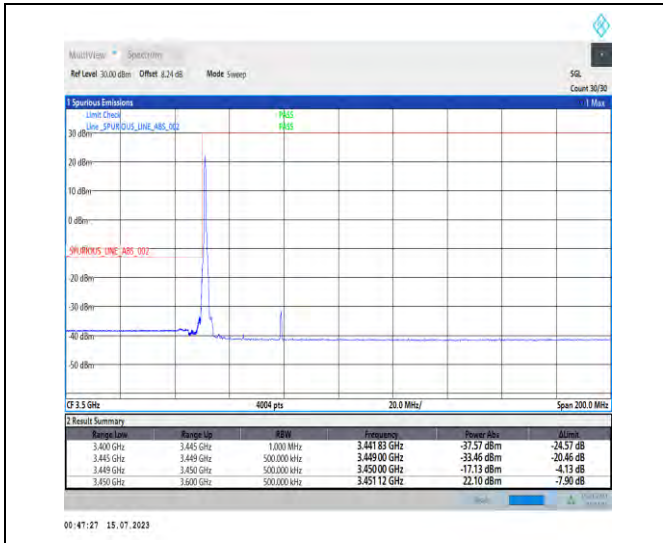 MultiView Spectrum
Ref Level 30.00 dBm Offset 8.24 dB Mode Sweep SGL
Count 30/30
1 Spurious Emissions 1 Max
Limit Check PASS
Line _SPURIOUS_LINE_ABS_002 PASS
30 dBm
20 dBm
10 dBm
0 dBm
_SPURIOUS_LINE_ABS_002
-20 dBm
-30 dBm
-40 dBm
-50 dBm
CF 3.5 GHz 4004 pts 20.0 MHz/ Span 200.0 MHz
2 Result Summary
Range Low Range Up RBW Frequency Power Abs ΔLimit
3.400 GHz 3.445 GHz 1.000 MHz 3.441 83 GHz -37.57 dBm -24.57 dB
3.445 GHz 3.449 GHz 500.000 kHz 3.449 00 GHz -33.46 dBm -20.46 dB
3.449 GHz 3.450 GHz 500.000 kHz 3.450 00 GHz -17.13 dBm -4.13 dB
3.450 GHz 3.600 GHz 500.000 kHz 3.451 12 GHz 22.10 dBm -7.90 dB
00:47:27 15.07.2023